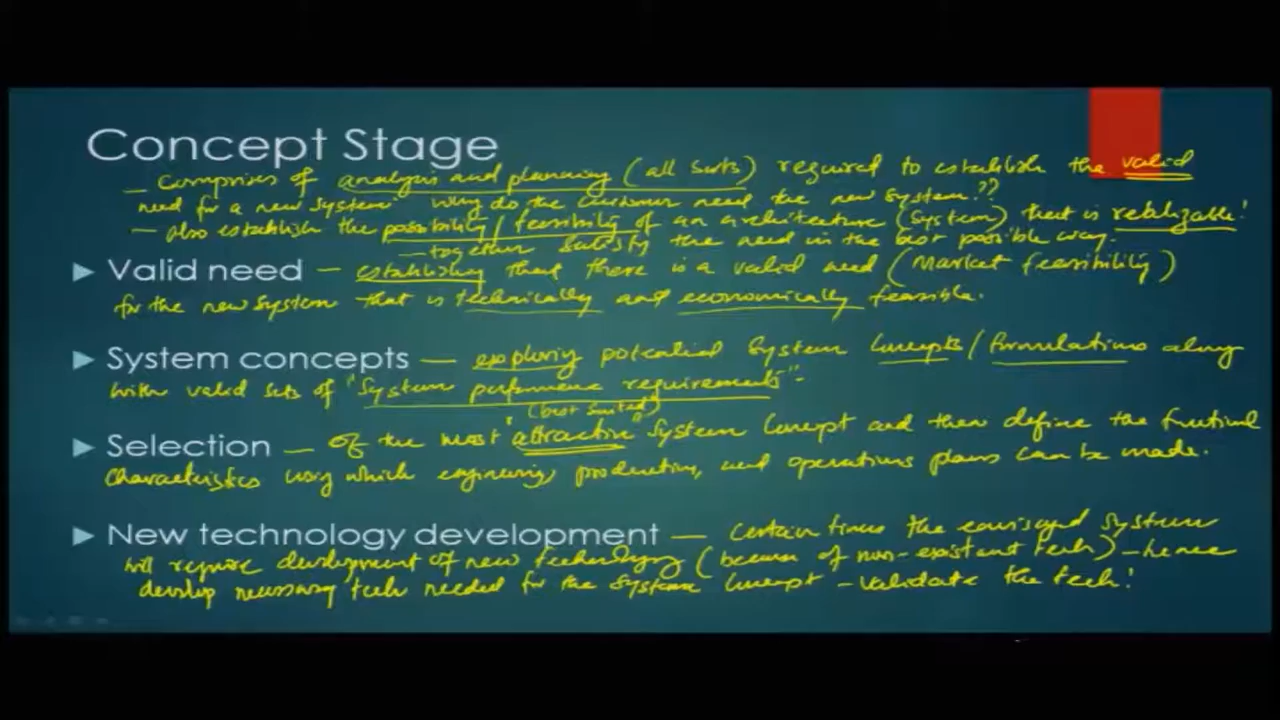 Concept Stage
– Comprises of analysis and planning (all sorts) required to establish the valid
need for a new system. Why do the customer need the new system??
– also establish the possibility / feasibility of an architecture (system) that is realizable!
– together satisfy the need in the best possible way.
▶ Valid need – establishing that there is a valid need (Market feasibility)
for the new system that is technically and economically feasible.
▶ System concepts – exploring potential system concepts / formulations along
with valid sets of "System performance requirements".
(best suited)
▶ Selection – of the most "attractive" system concept and then define the functional
characteristics using which engineering, production, and operations plans can be made.
▶ New technology development – Certain times the envisaged system
will require development of new technology (because of non-existent tech) – hence
develop necessary tech needed for the system concept – validate the tech!